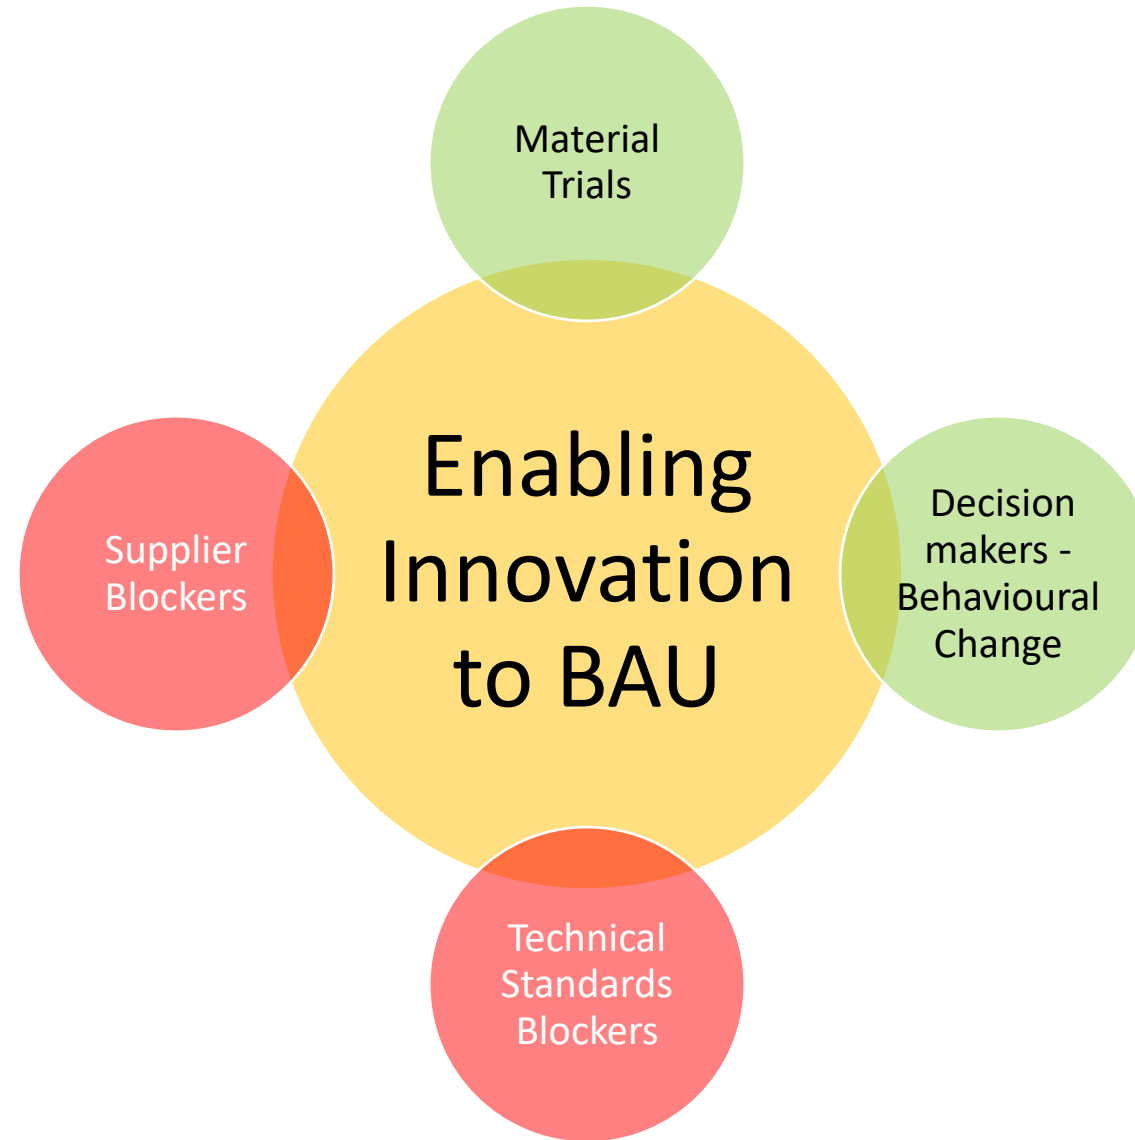 Material
Trials
Enabling
Innovation
to BAU
Supplier
Blockers
Decision
makers -
Behavioural
Change
Technical
Standards
Blockers